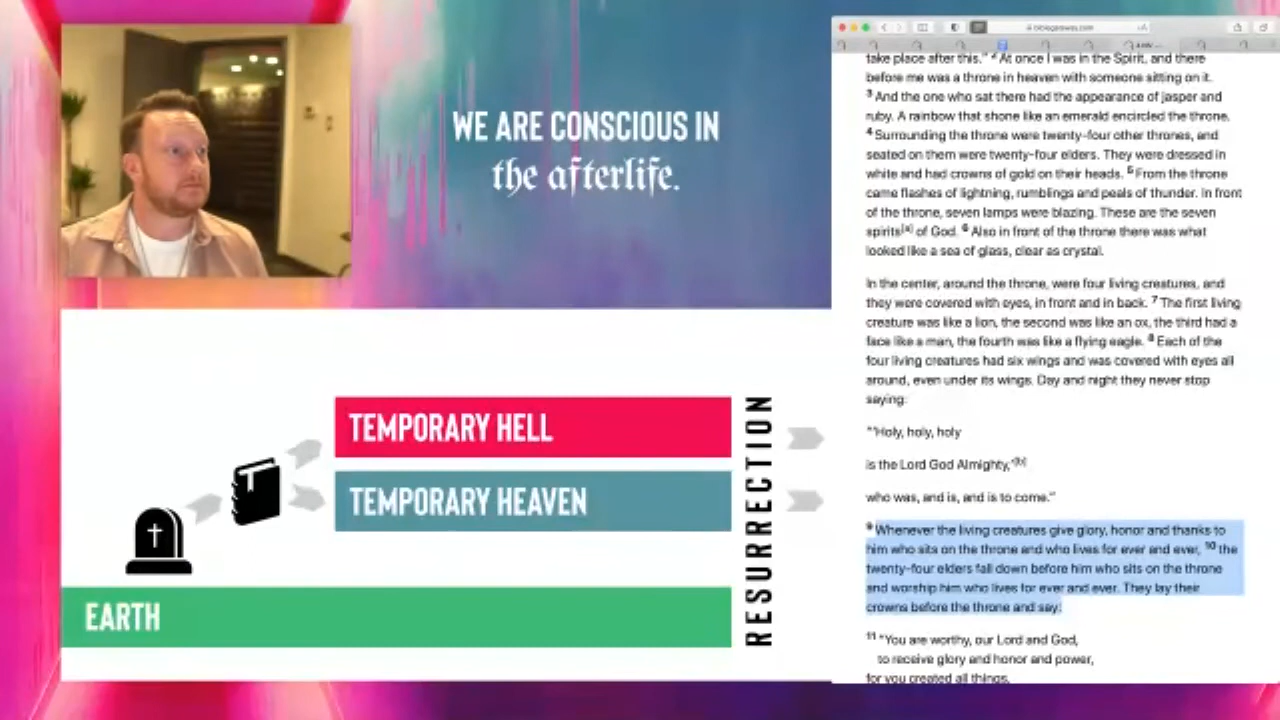 WE ARE CONSCIOUS IN
the afterlife.
TEMPORARY HELL
TEMPORARY HEAVEN
EARTH
RESURRECTION
take place after this." 2 At once I was in the Spirit, and there
before me was a throne in heaven with someone sitting on it.
3 And the one who sat there had the appearance of jasper and
ruby. A rainbow that shone like an emerald encircled the throne.
4 Surrounding the throne were twenty-four other thrones, and
seated on them were twenty-four elders. They were dressed in
white and had crowns of gold on their heads. 5 From the throne
came flashes of lightning, rumblings and peals of thunder. In front
of the throne, seven lamps were blazing. These are the seven
spirits[a] of God. 6 Also in front of the throne there was what
looked like a sea of glass, clear as crystal.
In the center, around the throne, were four living creatures, and
they were covered with eyes, in front and in back. 7 The first living
creature was like a lion, the second was like an ox, the third had a
face like a man, the fourth was like a flying eagle. 8 Each of the
four living creatures had six wings and was covered with eyes all
around, even under its wings. Day and night they never stop
saying:
"'Holy, holy, holy
is the Lord God Almighty,'[b]
who was, and is, and is to come."
9 Whenever the living creatures give glory, honor and thanks to
him who sits on the throne and who lives for ever and ever, 10 the
twenty-four elders fall down before him who sits on the throne
and worship him who lives for ever and ever. They lay their
crowns before the throne and say:
11 "You are worthy, our Lord and God,
to receive glory and honor and power,
for you created all things,